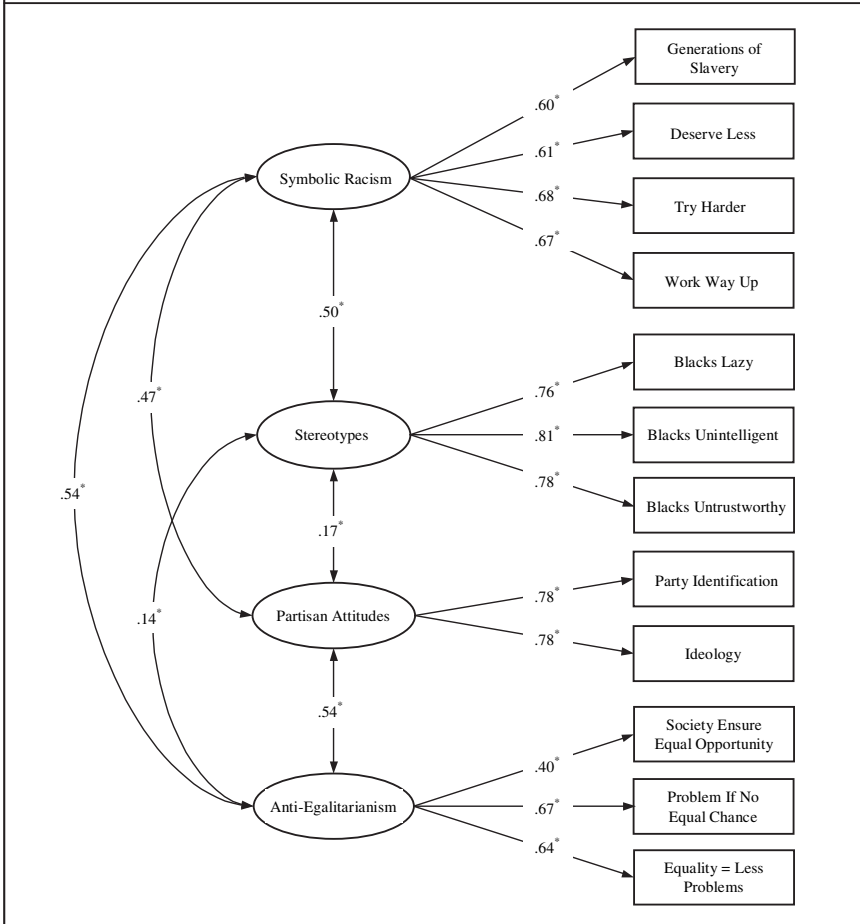 Generations of
Slavery
.60*
Deserve Less
.61*
Symbolic Racism
.68*
Try Harder
.67*
Work Way Up
.50*
Blacks Lazy
.76*
.47*
Stereotypes
.81*
Blacks Unintelligent
.78*
.54*
Blacks Untrustworthy
.17*
Party Identification
.78*
.14*
Partisan Attitudes
.78*
Ideology
.54*
Society Ensure
Equal Opportunity
.40*
Anti-Egalitarianism
.67*
Problem If No
Equal Chance
.64*
Equality = Less
Problems